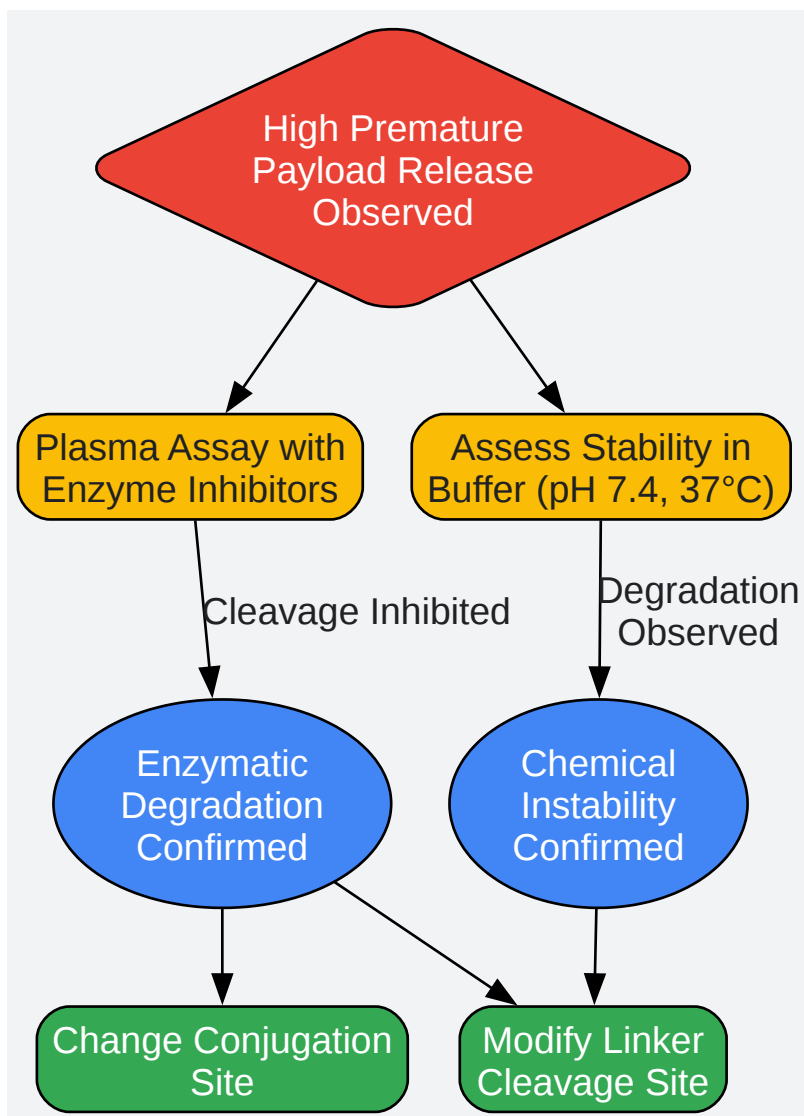 High Premature
Payload Release
Observed
Plasma Assay with
Enzyme Inhibitors
Assess Stability in
Buffer (pH 7.4, 37°C)
Cleavage Inhibited
Degradation
Observed
Enzymatic
Degradation
Confirmed
Chemical
Instability
Confirmed
Change Conjugation
Site
Modify Linker
Cleavage Site